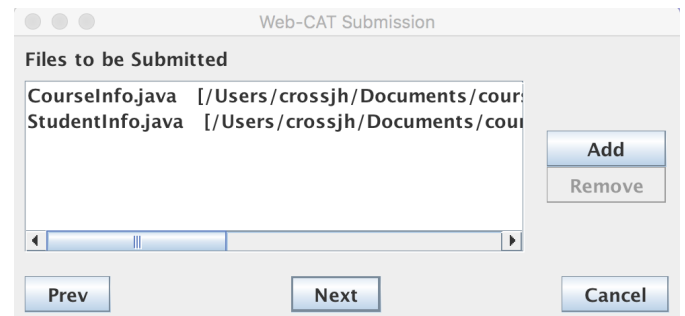 Web-CAT Submission
Files to be Submitted
CourseInfo.java [/Users/crossjh/Documents/cour
StudentInfo.java [/Users/crossjh/Documents/cou
Add
Remove
Prev
Next
Cancel